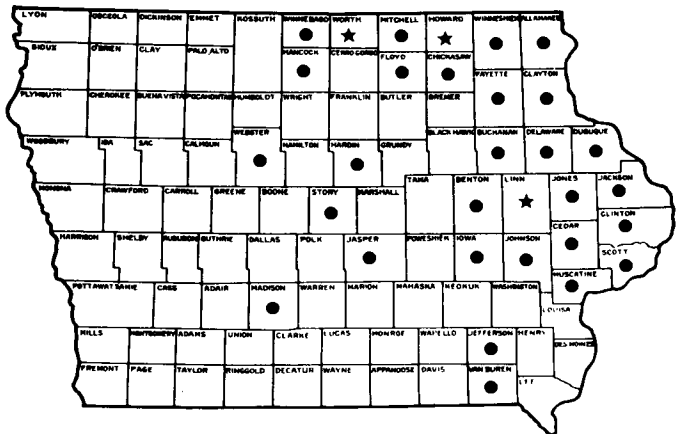 LYON OSCEOLA DICKINSON EMMET KOSSUTH WINNEBAGO WORTH MITCHELL HOWARD WINNESHIEK ALLAMAKEE
SIOUX O'BRIEN CLAY PALO ALTO HANCOCK CERRO GORDO FLOYD CHICKASAW
PLYMOUTH CHEROKEE BUENA VISTA POCAHONTAS HUMBOLDT WRIGHT FRANKLIN BUTLER BREMER FAYETTE CLAYTON
WOODBURY IDA SAC CALHOUN WEBSTER HAMILTON HARDIN GRUNDY BLACK HAWK BUCHANAN DELAWARE DUBUQUE
MONONA CRAWFORD CARROLL GREENE BOONE STORY MARSHALL TAMA BENTON LINN JONES JACKSON
CLINTON
HARRISON SHELBY AUDUBON GUTHRIE DALLAS POLK JASPER POWESHIEK IOWA JOHNSON CEDAR
SCOTT
MUSCATINE
POTTAWATTAMIE CASS ADAIR MADISON WARREN MARION MAHASKA KEOKUK WASHINGTON
LOUISA
MILLS MONTGOMERY ADAMS UNION CLARKE LUCAS MONROE WAPELLO JEFFERSON HENRY
DES MOINES
FREMONT PAGE TAYLOR RINGGOLD DECATUR WAYNE APPANOOSE DAVIS VAN BUREN
LEE